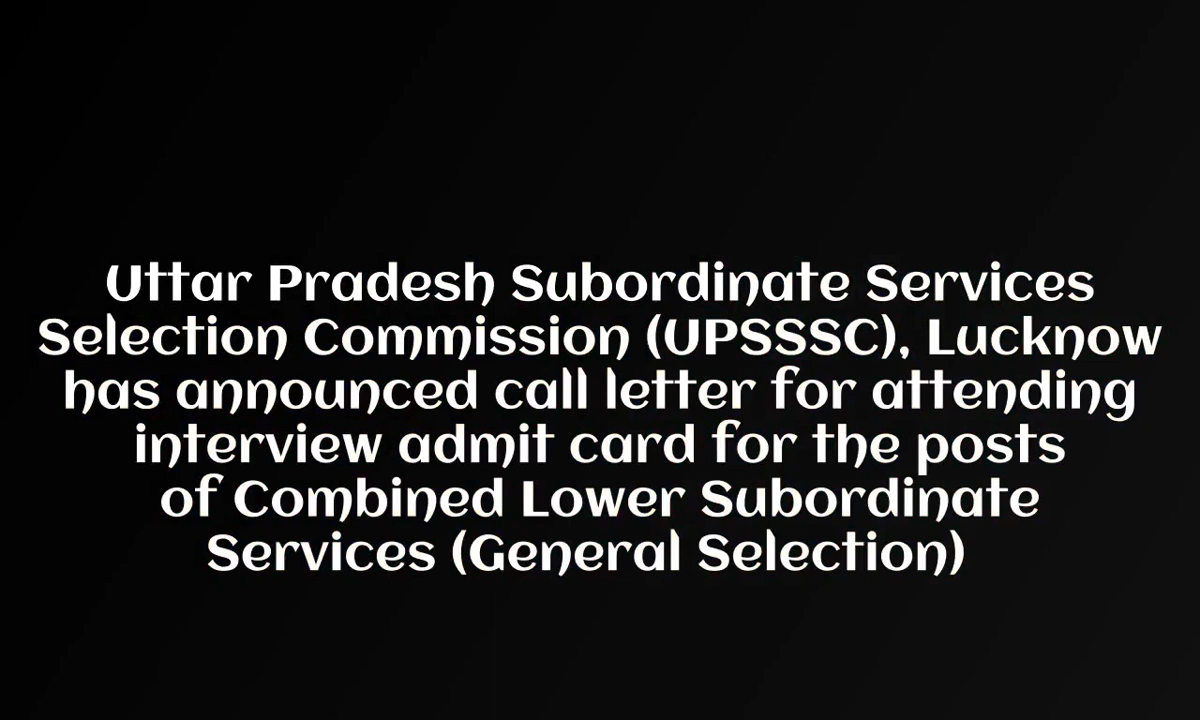 Uttar Pradesh Subordinate Services
Selection Commission (UPSSSC), Lucknow
has announced call letter for attending
interview admit card for the posts
of Combined Lower Subordinate
Services (General Selection)